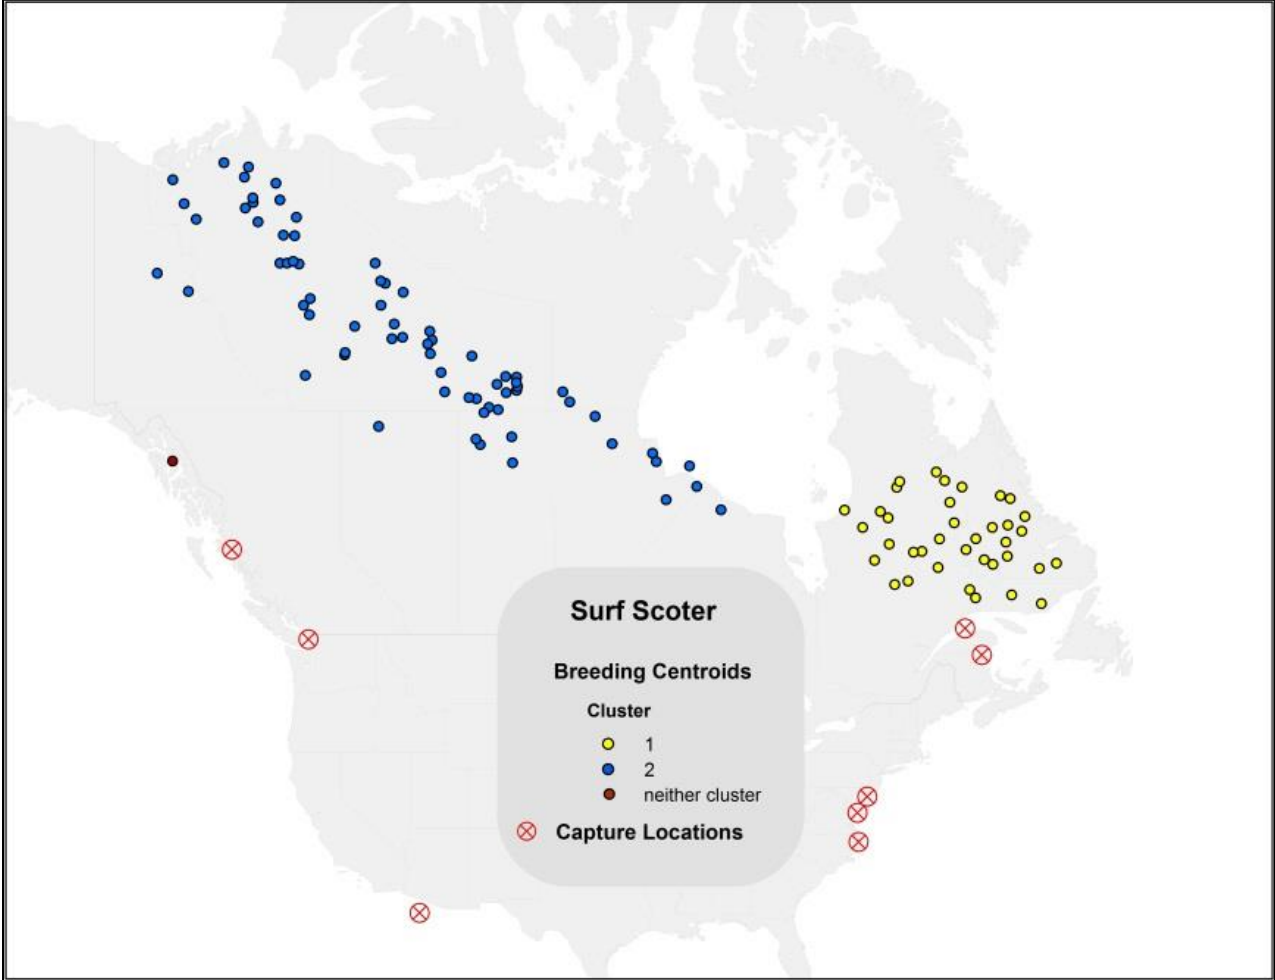 Surf Scoter
Breeding Centroids
Cluster
1
2
neither cluster
Capture Locations